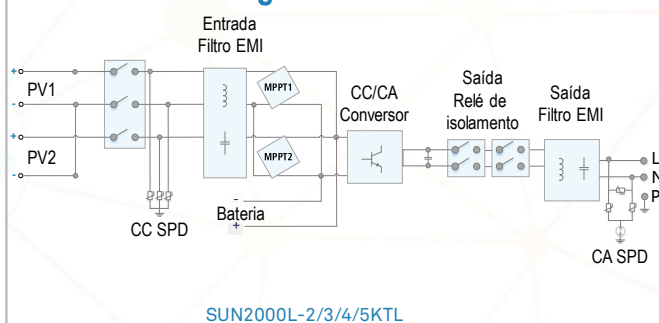 Entrada
Filtro EMI
+
PV1
-
+
PV2
-
MPPT1
MPPT2
CC/CA
Conversor
Saída
Relé de
isolamento
Saída
Filtro EMI
L
N
P
CC SPD
-
Bateria
+
CA SPD
SUN2000L-2/3/4/5KTL